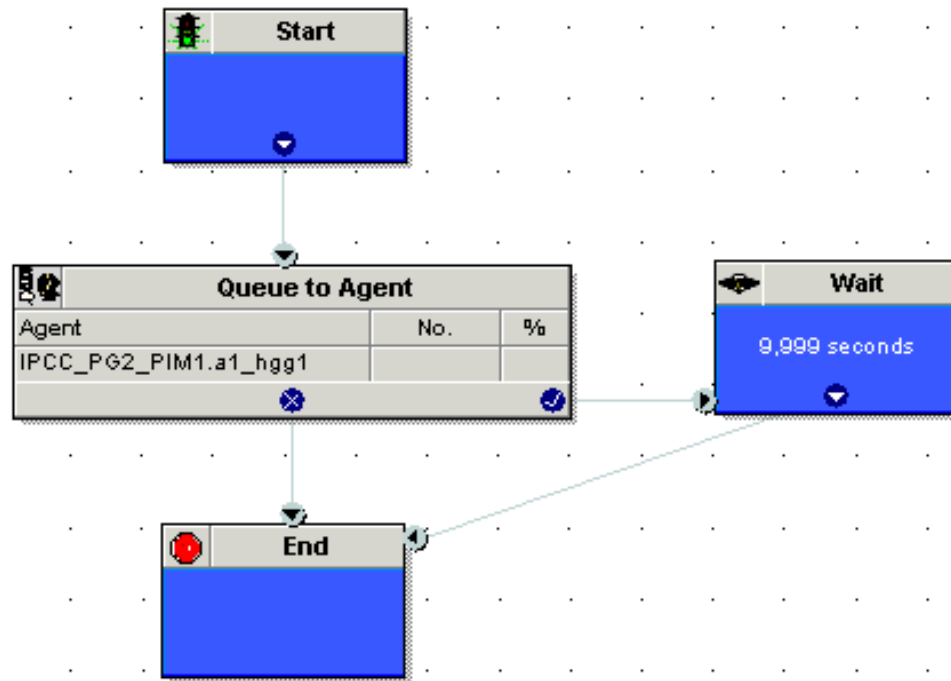 Start
Queue to Agent
Agent No. %
IPCC_PG2_PIM1.a1_hgg1
Wait
9,999 seconds
End